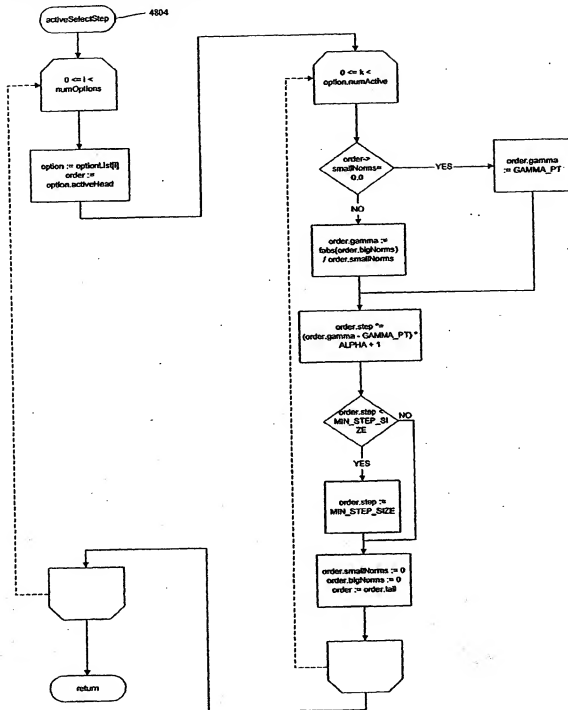 activeSelectStep
4804
0 <= i <
numOptions
option := optionList[i]
order :=
option.activeHead
0 <= k <
option.numActive
order->
smallNorms=
0.0
YES
order.gamma
:= GAMMA_PT
NO
order.gamma :=
fabs(order.bigNorms)
/ order.smallNorms
order.step *=
(order.gamma - GAMMA_PT) *
ALPHA + 1
order.step <
MIN_STEP_SI
ZE
NO
YES
order.step :=
MIN_STEP_SIZE
order.smallNorms := 0
order.bigNorms := 0
order := order.tail
return